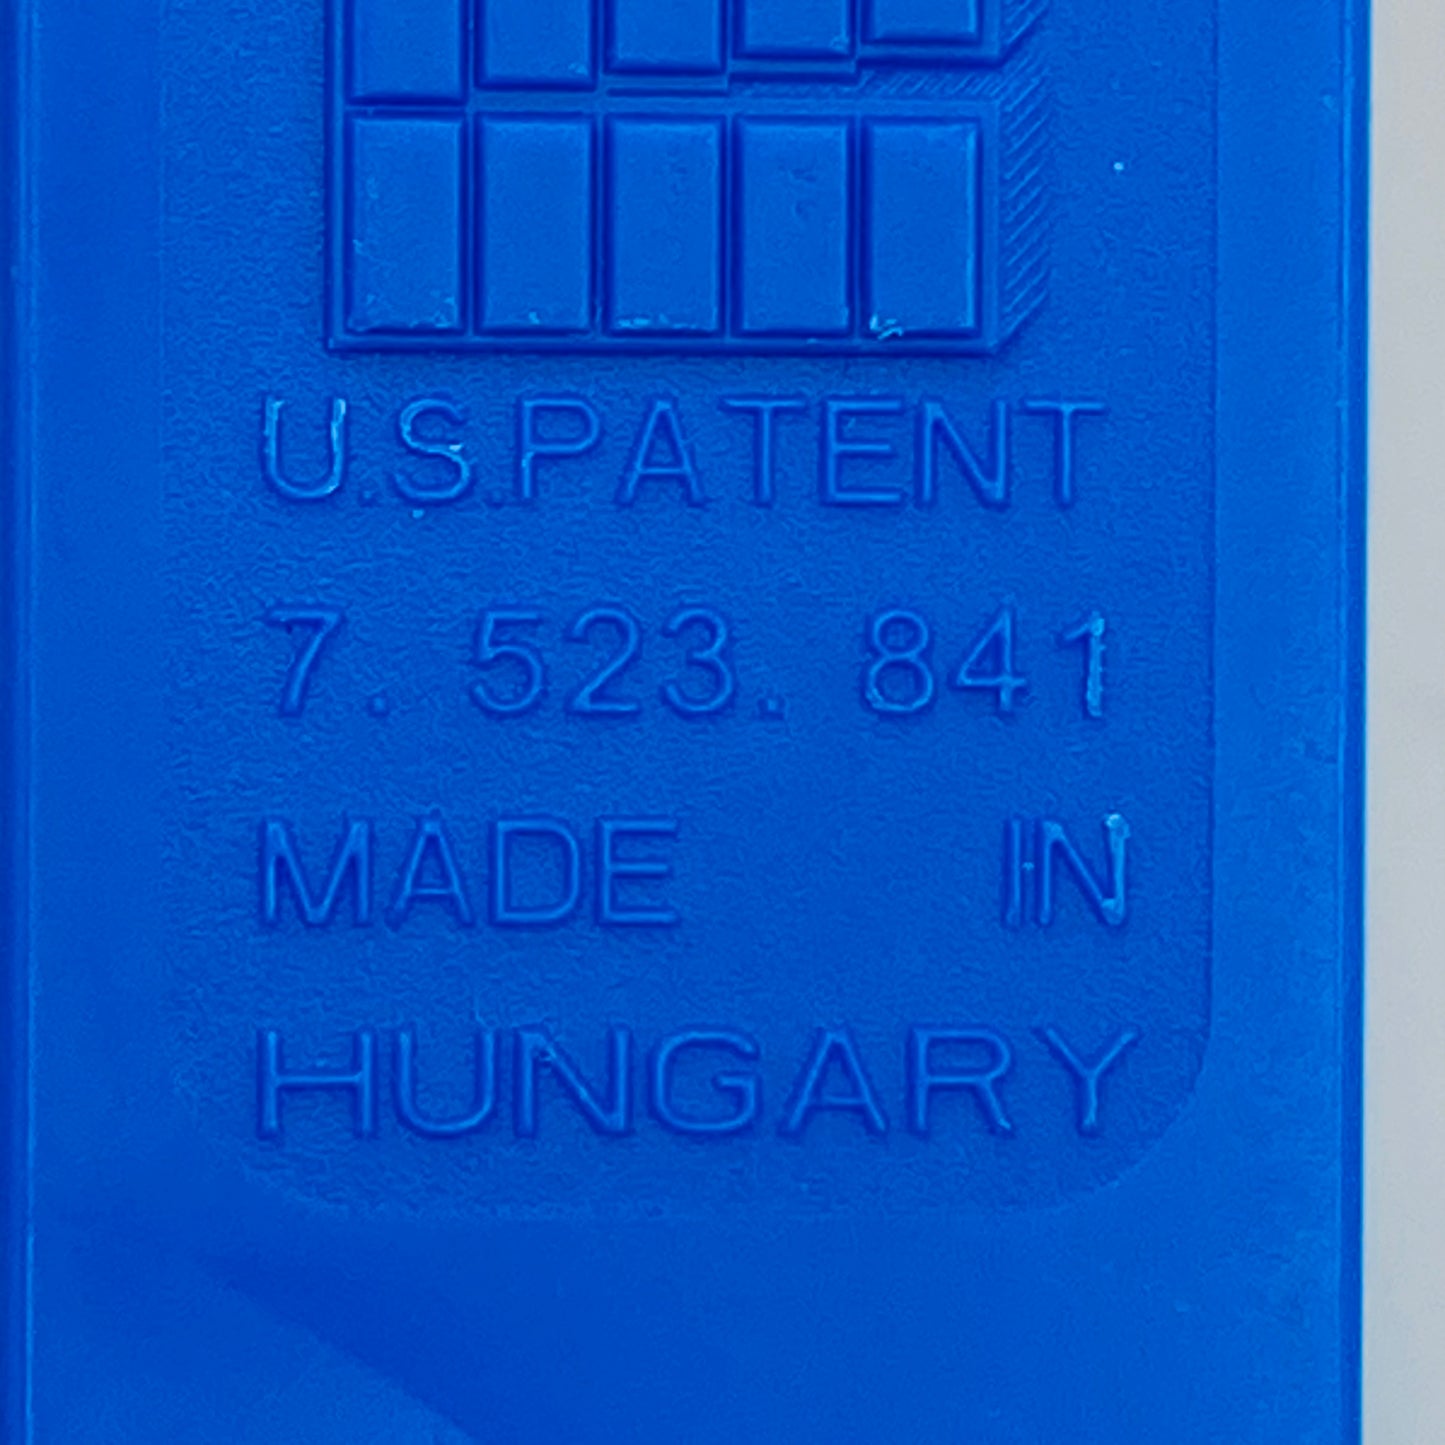 U.S.PATENT
7. 523. 841
MADE IN
HUNGARY